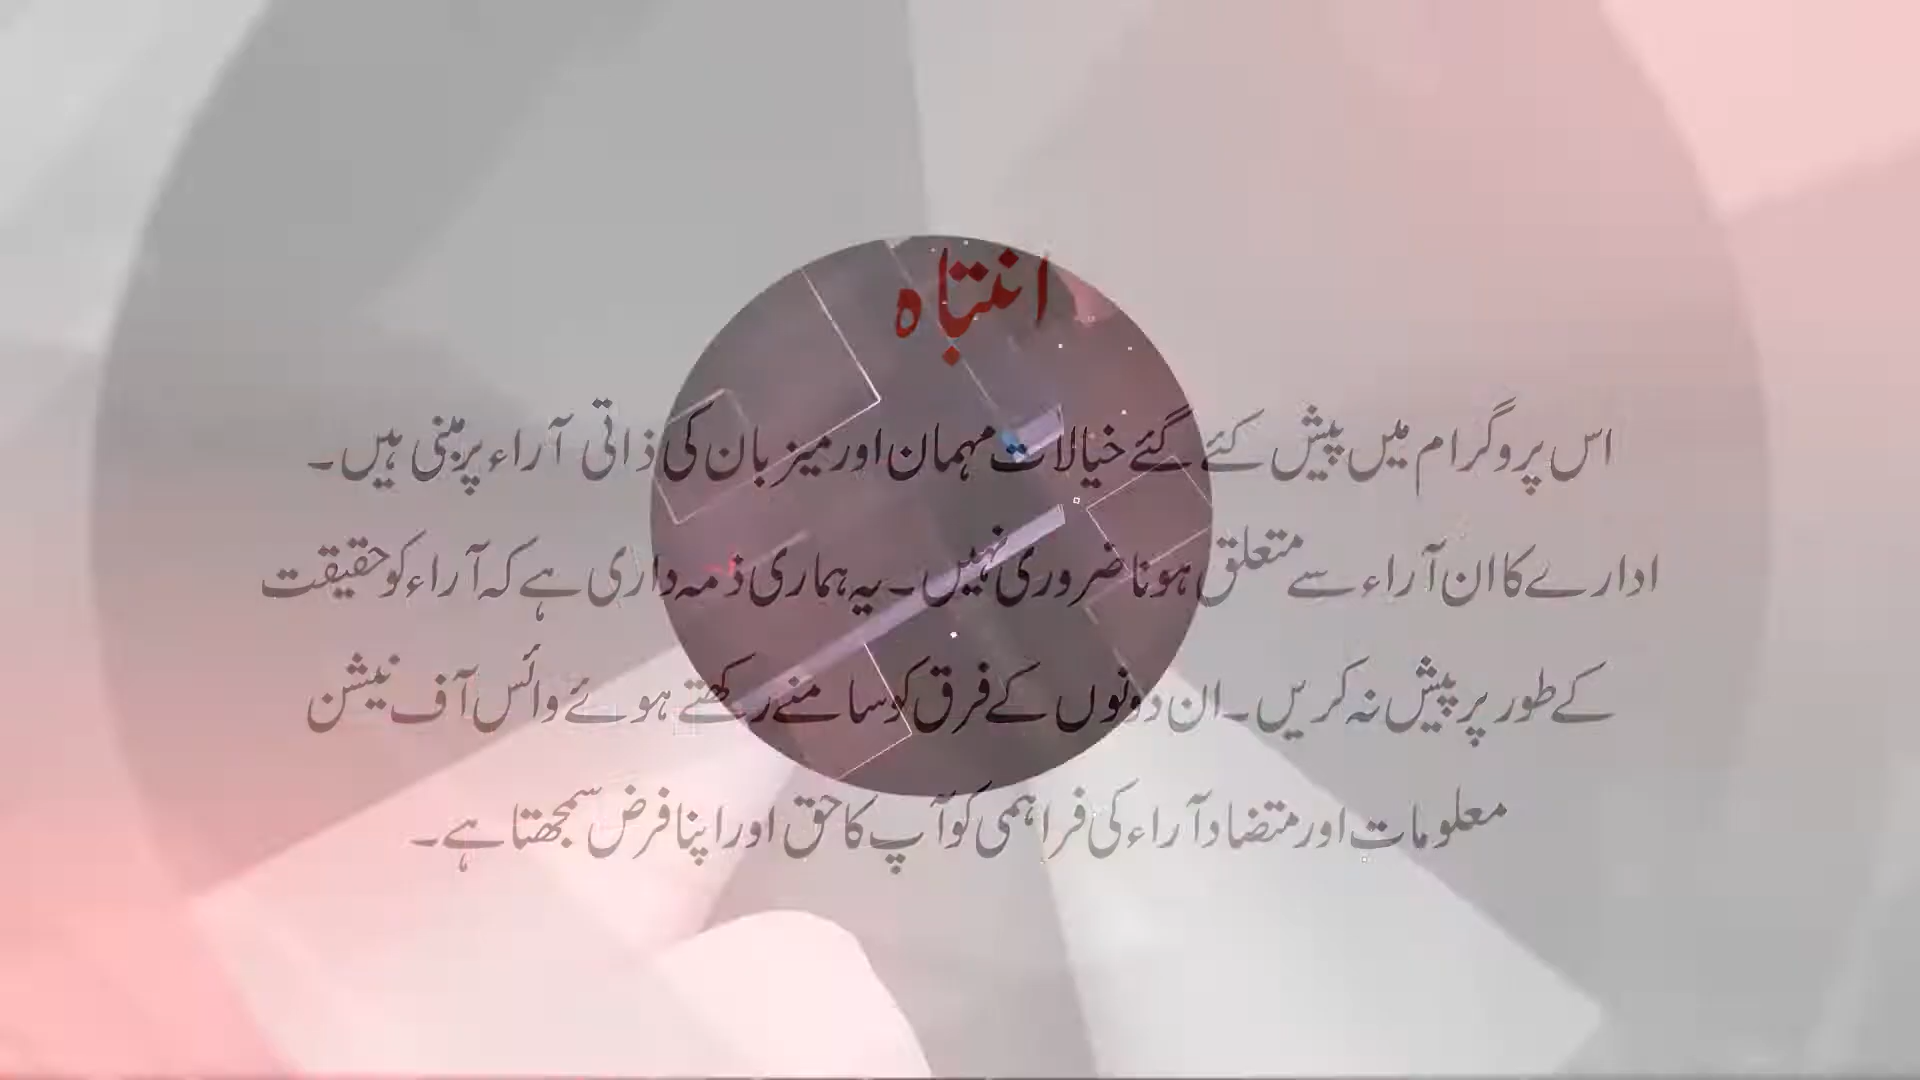 انتباہ
اس پروگرام میں پیش کئے گئے خیالات مہمان اور میزبان کی ذاتی آراء پر مبنی ہیں۔
ادارے کا ان آراء سے متعلق ہونا ضروری نہیں۔ یہ ہماری ذمہ داری ہے کہ آراء کو حقیقت
کے طور پر پیش نہ کریں۔ ان دونوں کے فرق کو سامنے رکھتے ہوئے وائس آف نیشن
معلومات اور متضاد آراء کی فراہمی کو آپ کا حق اور اپنا فرض سمجھتا ہے۔